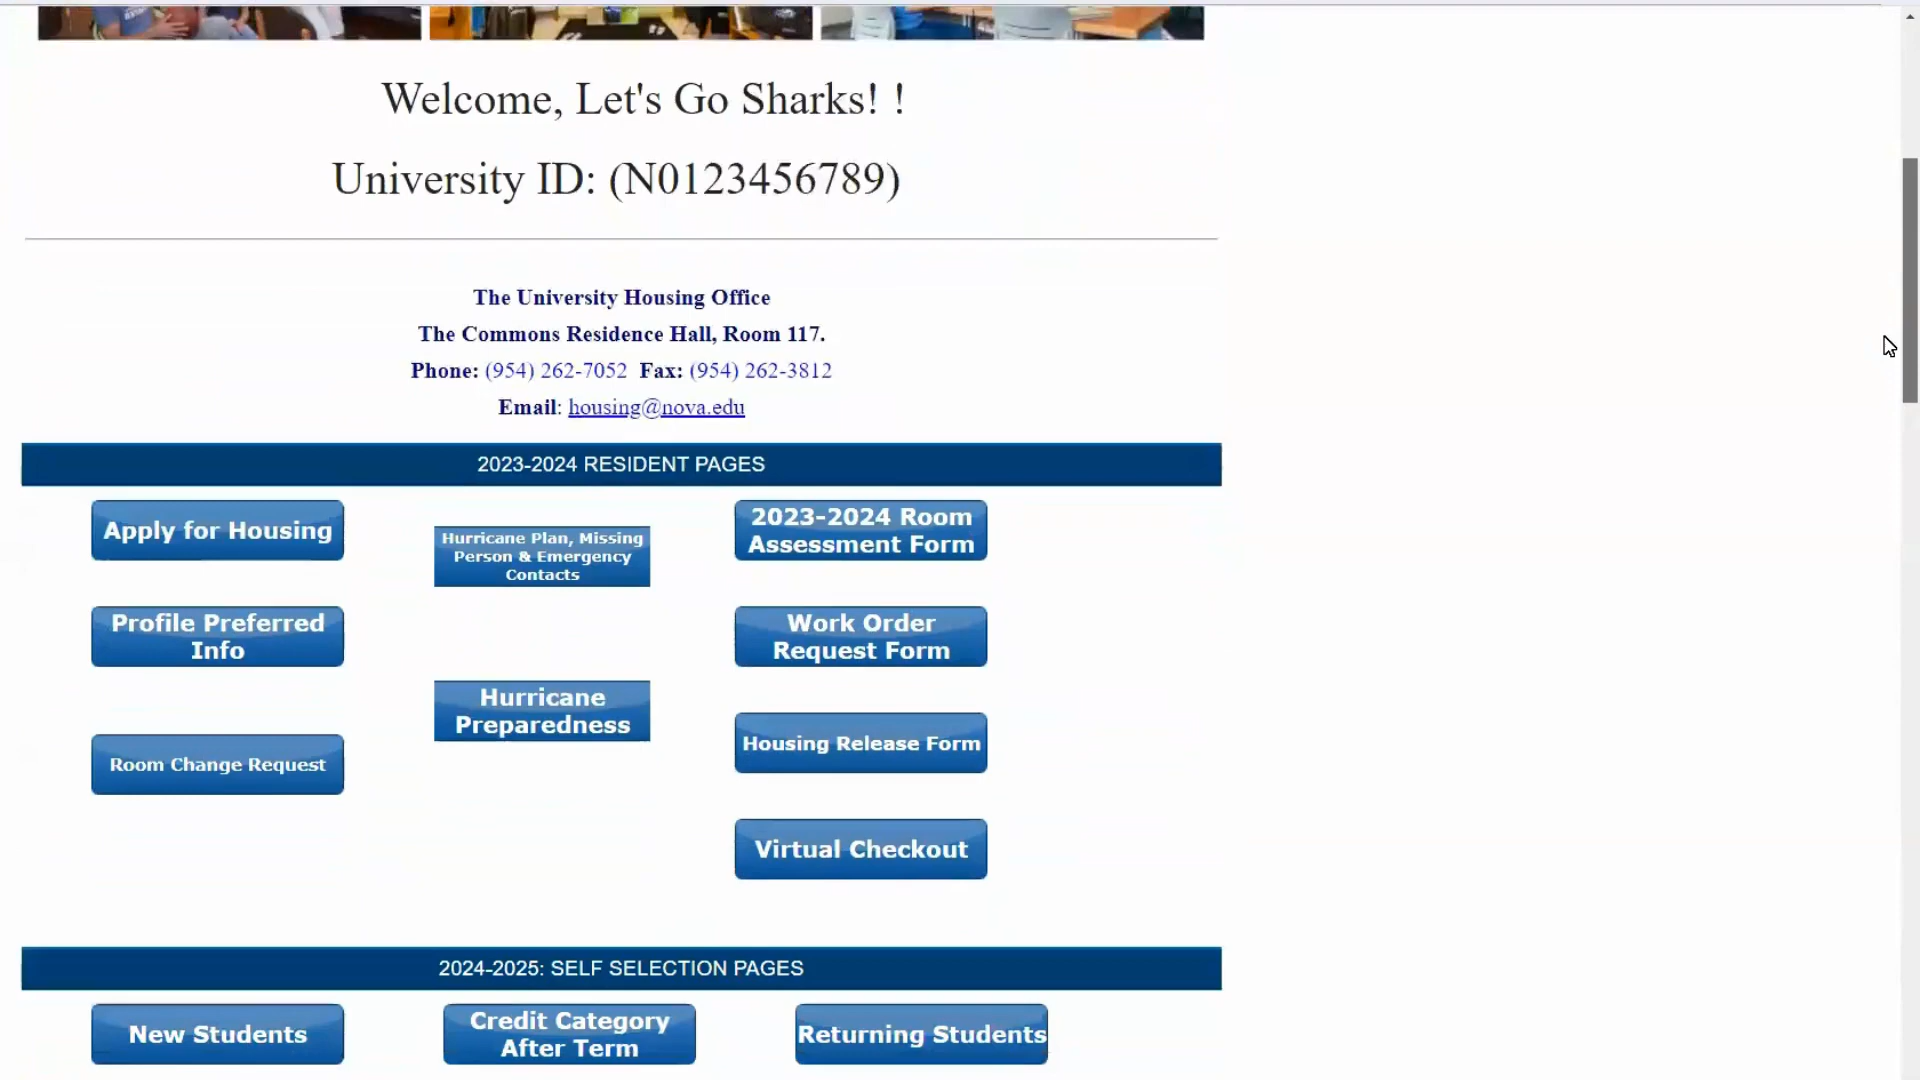 Welcome, Let's Go Sharks! !
University ID: (N0123456789)
The University Housing Office
The Commons Residence Hall, Room 117.
Phone: (954) 262-7052 Fax: (954) 262-3812
Email: housing@nova.edu
2023-2024 RESIDENT PAGES
Apply for Housing
Hurricane Plan, Missing
Person & Emergency
Contacts
2023-2024 Room
Assessment Form
Profile Preferred
Info
Work Order
Request Form
Hurricane
Preparedness
Housing Release Form
Room Change Request
Virtual Checkout
2024-2025: SELF SELECTION PAGES
New Students
Credit Category
After Term
Returning Students